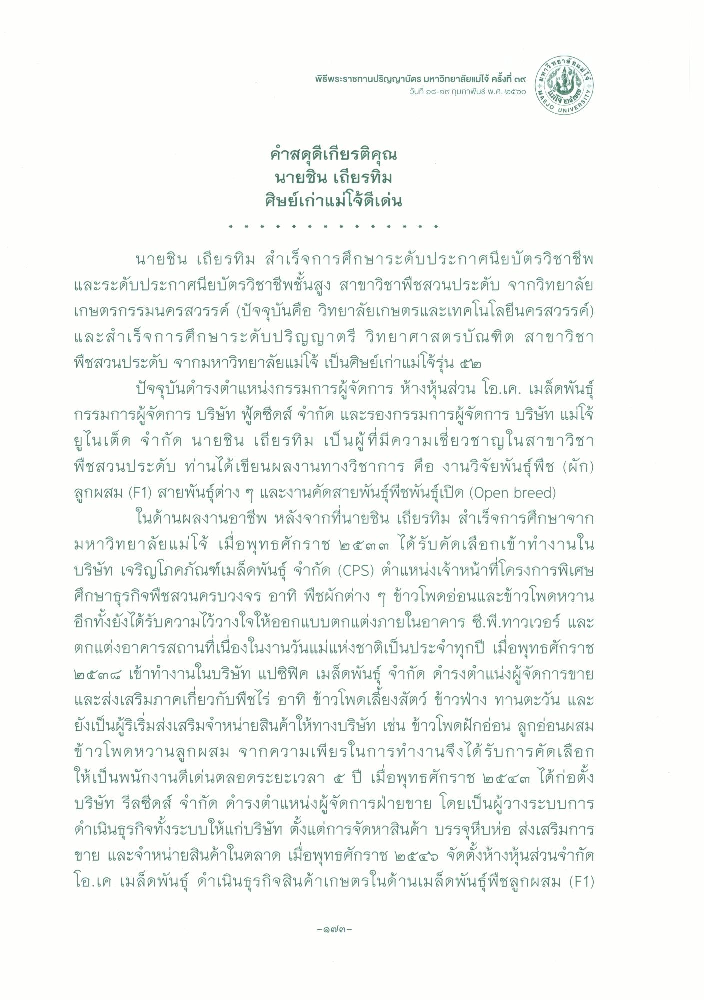 พิธีพระราชทานปริญญาบัตร มหาวิทยาลัยแม่โจ้ ครั้งที่ ๓๙
วันที่ ๑๘-๑๙ กุมภาพันธ์ พ.ศ. ๒๕๖๐
มหาวิทยาลัยแม่โจ้
แม่โจ้ ๒๔๗๗
MAEJO UNIVERSITY
คำสดุดีเกียรติคุณ
นายชิน เถียรทิม
ศิษย์เก่าแม่โจ้ดีเด่น
* * * * * * * * * * * * * *
นายชิน เถียรทิม สำเร็จการศึกษาระดับประกาศนียบัตรวิชาชีพ
และระดับประกาศนียบัตรวิชาชีพชั้นสูง สาขาวิชาพืชสวนประดับ จากวิทยาลัย
เกษตรกรรมนครสวรรค์ (ปัจจุบันคือ วิทยาลัยเกษตรและเทคโนโลยีนครสวรรค์)
และสำเร็จการศึกษาระดับปริญญาตรี วิทยาศาสตรบัณฑิต สาขาวิชา
พืชสวนประดับ จากมหาวิทยาลัยแม่โจ้ เป็นศิษย์เก่าแม่โจ้รุ่น ๕๒
ปัจจุบันดำรงตำแหน่งกรรมการผู้จัดการ ห้างหุ้นส่วน โอ.เค. เมล็ดพันธุ์
กรรมการผู้จัดการ บริษัท ฟู้ดซีดส์ จำกัด และรองกรรมการผู้จัดการ บริษัท แม่โจ้
ยูไนเต็ด จำกัด นายชิน เถียรทิม เป็นผู้ที่มีความเชี่ยวชาญในสาขาวิชา
พืชสวนประดับ ท่านได้เขียนผลงานทางวิชาการ คือ งานวิจัยพันธุ์พืช (ผัก)
ลูกผสม (F1) สายพันธุ์ต่าง ๆ และงานคัดสายพันธุ์พืชพันธุ์เปิด (Open breed)
ในด้านผลงานอาชีพ หลังจากที่นายชิน เถียรทิม สำเร็จการศึกษาจาก
มหาวิทยาลัยแม่โจ้ เมื่อพุทธศักราช ๒๕๓๓ ได้รับคัดเลือกเข้าทำงานใน
บริษัท เจริญโภคภัณฑ์เมล็ดพันธุ์ จำกัด (CPS) ตำแหน่งเจ้าหน้าที่โครงการพิเศษ
ศึกษาธุรกิจพืชสวนครบวงจร อาทิ พืชผักต่าง ๆ ข้าวโพดอ่อนและข้าวโพดหวาน
อีกทั้งยังได้รับความไว้วางใจให้ออกแบบตกแต่งภายในอาคาร ซี.พี.ทาวเวอร์ และ
ตกแต่งอาคารสถานที่เนื่องในงานวันแม่แห่งชาติเป็นประจำทุกปี เมื่อพุทธศักราช
๒๕๓๘ เข้าทำงานในบริษัท แปซิฟิค เมล็ดพันธุ์ จำกัด ดำรงตำแน่งผู้จัดการขาย
และส่งเสริมภาคเกี่ยวกับพืชไร่ อาทิ ข้าวโพดเลี้ยงสัตว์ ข้าวฟ่าง ทานตะวัน และ
ยังเป็นผู้ริเริ่มส่งเสริมจำหน่ายสินค้าให้ทางบริษัท เช่น ข้าวโพดฝักอ่อน ลูกอ่อนผสม
ข้าวโพดหวานลูกผสม จากความเพียรในการทำงานจึงได้รับการคัดเลือก
ให้เป็นพนักงานดีเด่นตลอดระยะเวลา ๕ ปี เมื่อพุทธศักราช ๒๕๔๓ ได้ก่อตั้ง
บริษัท รีลซีดส์ จำกัด ดำรงตำแหน่งผู้จัดการฝ่ายขาย โดยเป็นผู้วางระบบการ
ดำเนินธุรกิจทั้งระบบให้แก่บริษัท ตั้งแต่การจัดหาสินค้า บรรจุหีบห่อ ส่งเสริมการ
ขาย และจำหน่ายสินค้าในตลาด เมื่อพุทธศักราช ๒๕๔๖ จัดตั้งห้างหุ้นส่วนจำกัด
โอ.เค เมล็ดพันธุ์ ดำเนินธุรกิจสินค้าเกษตรในด้านเมล็ดพันธุ์พืชลูกผสม (F1)
-๑๗๓-